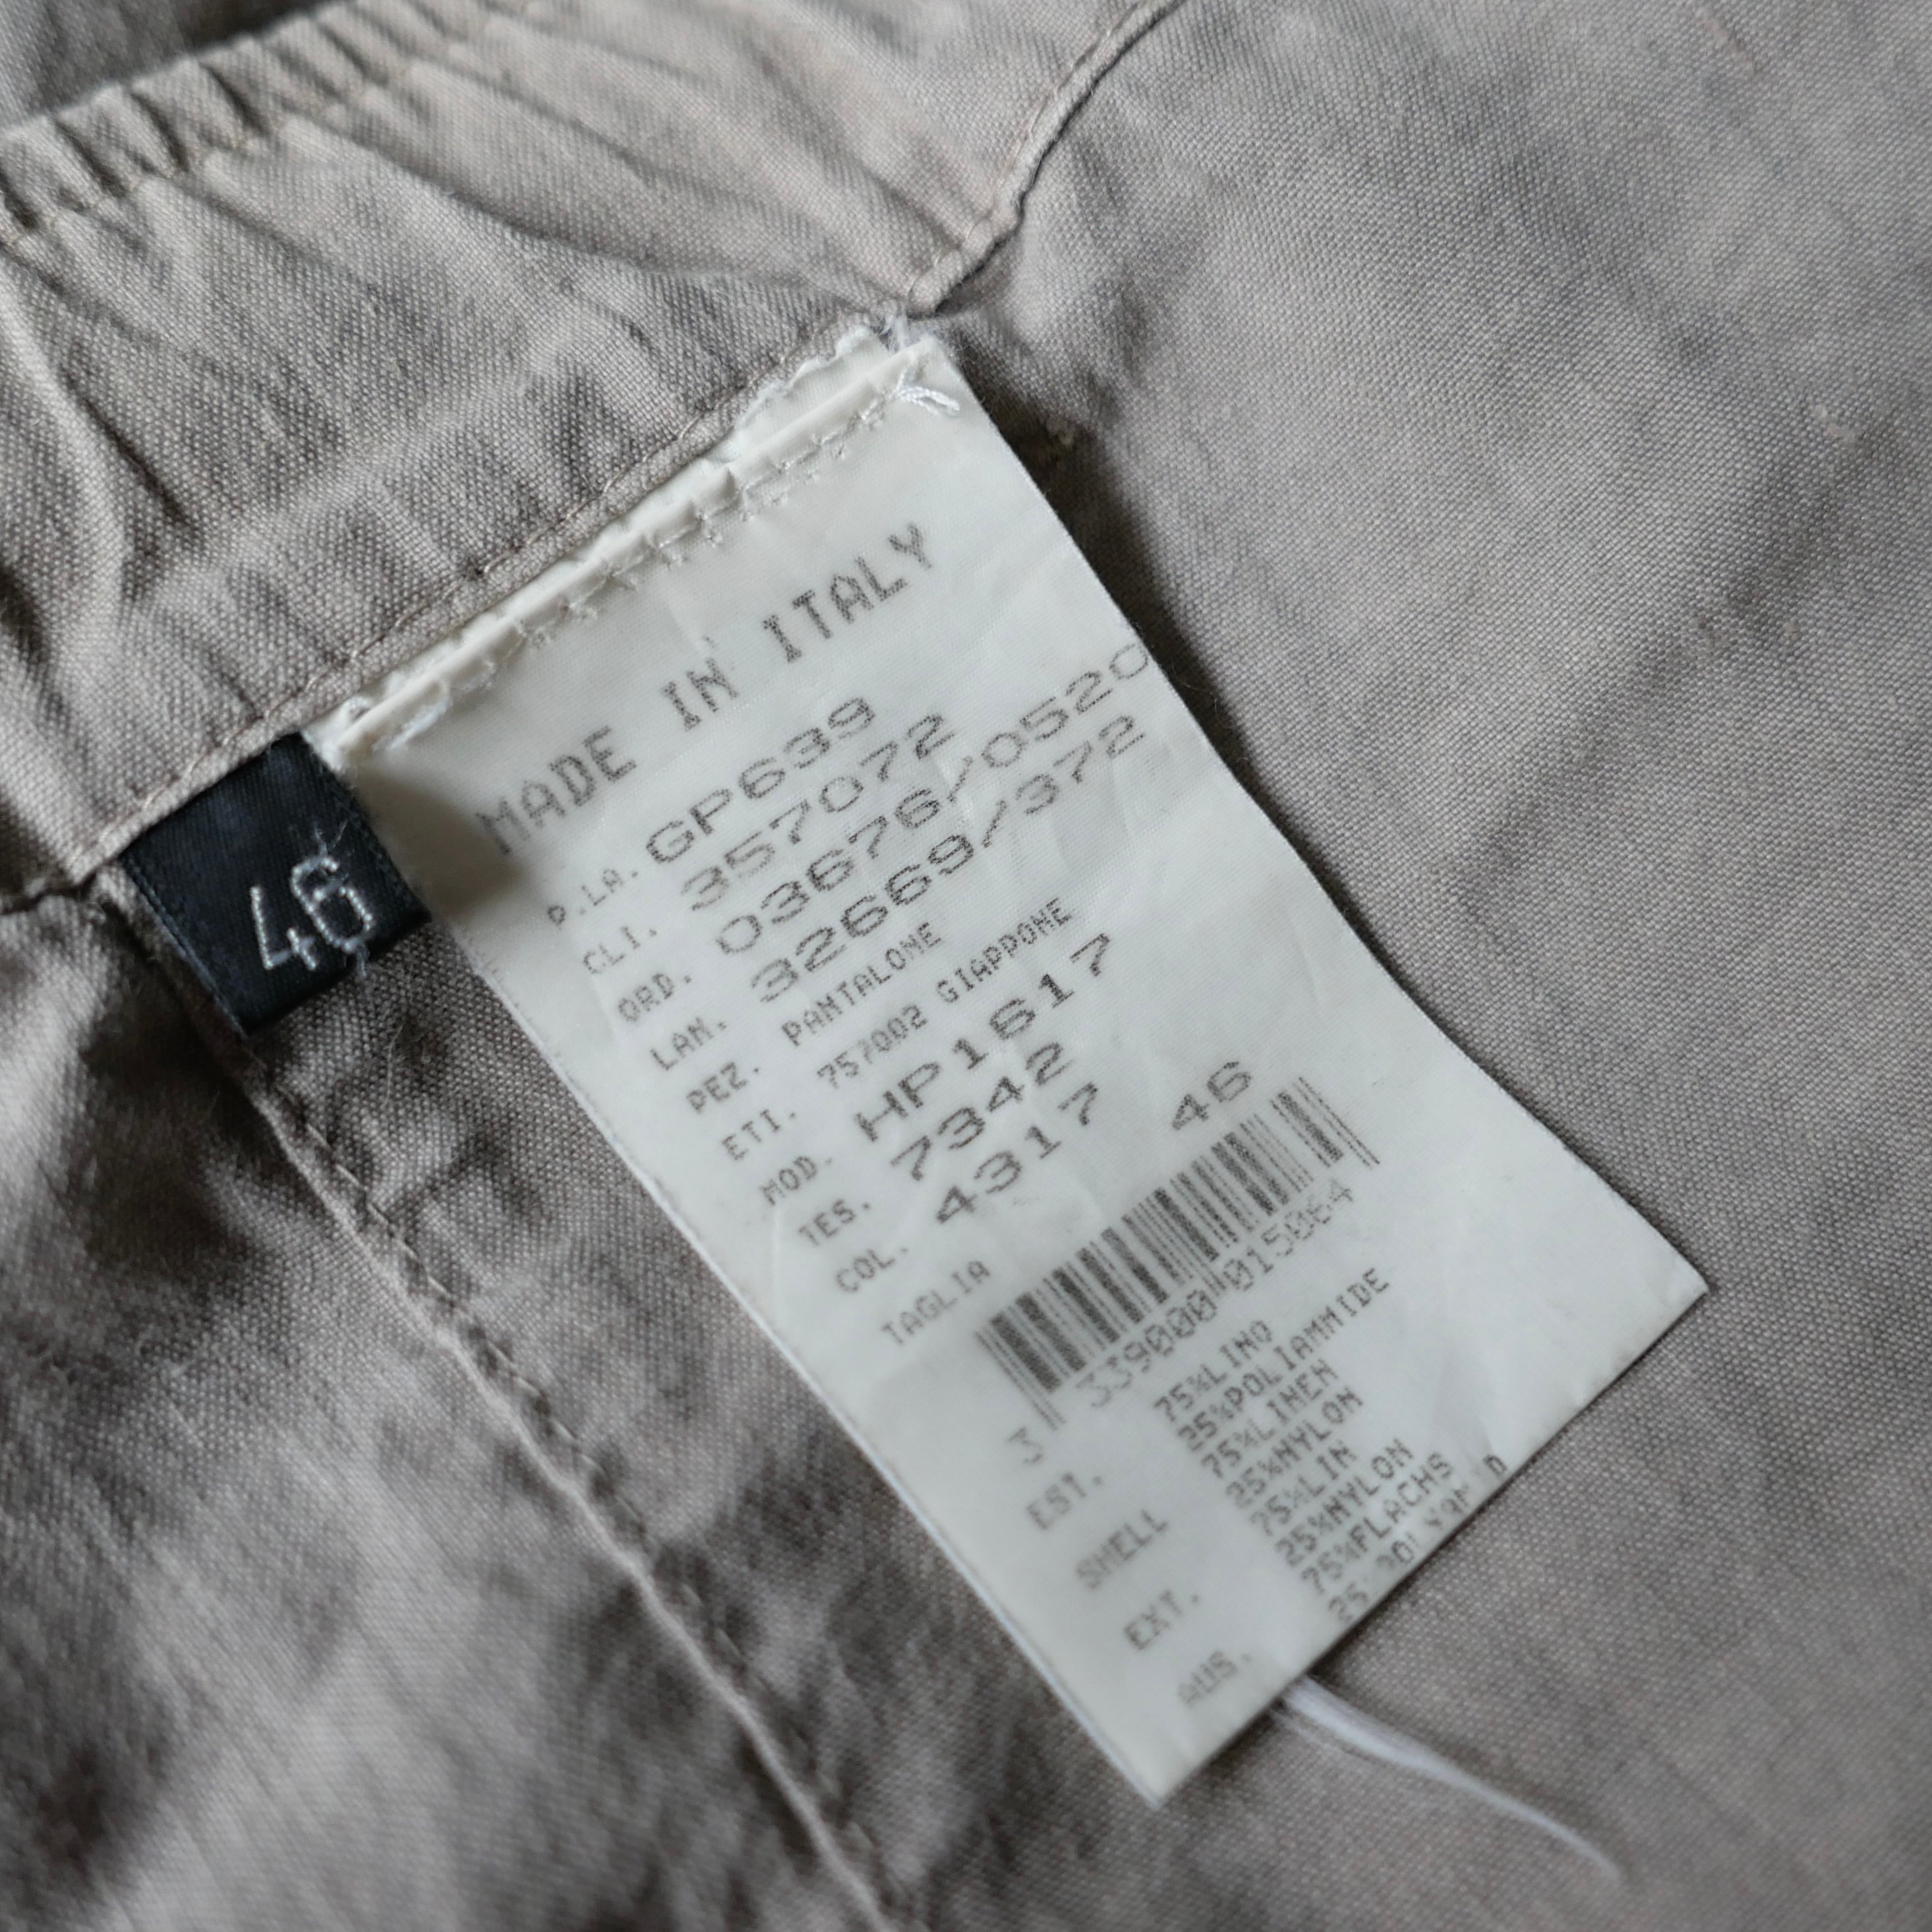 46
MADE IN ITALY
D.LA. GP639
CLI. 357072
ORD. 03676/0520
LAN. 32669/372
PEZ. PANTALONE
ETI. 757002 GIAPPONE
MOD. HP1617
TES. 7342
COL. 4317
TAGLIA 46
3 339000 015064
EST. 75%LINO
25%POLIAMMIDE
SHELL 75%LINEN
25%NYLON
EXT. 75%LIN
25%NYLON
AUS. 75%FLACHS